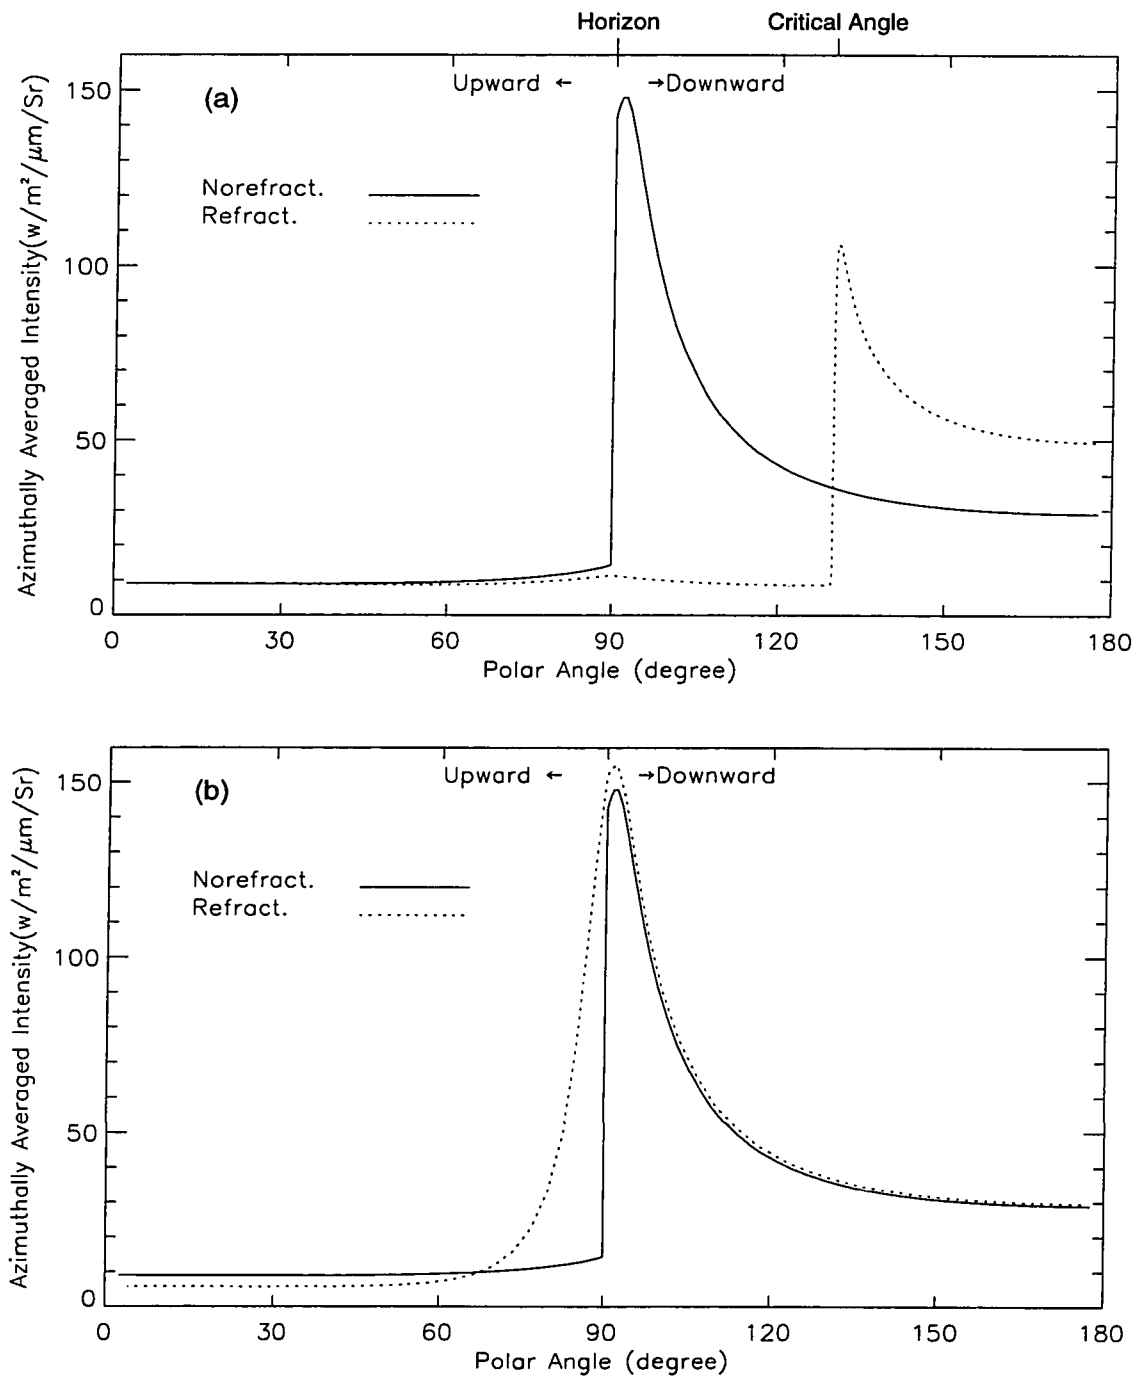 Horizon Critical Angle
Upward ← →Downward
(a)
Norefract.
Refract.
150
100
50
0
Azimuthally Averaged Intensity(w/m²/μm/Sr)
0 30 60 90 120 150 180
Polar Angle (degree)
Upward ← →Downward
(b)
Norefract.
Refract.
150
100
50
0
Azimuthally Averaged Intensity(w/m²/μm/Sr)
0 30 60 90 120 150 180
Polar Angle (degree)